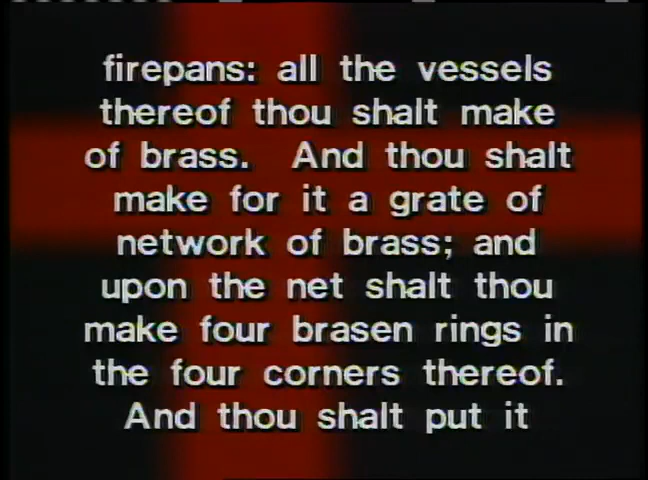 firepans: all the vessels
thereof thou shalt make
of brass. And thou shalt
make for it a grate of
network of brass; and
upon the net shalt thou
make four brasen rings in
the four corners thereof.
And thou shalt put it